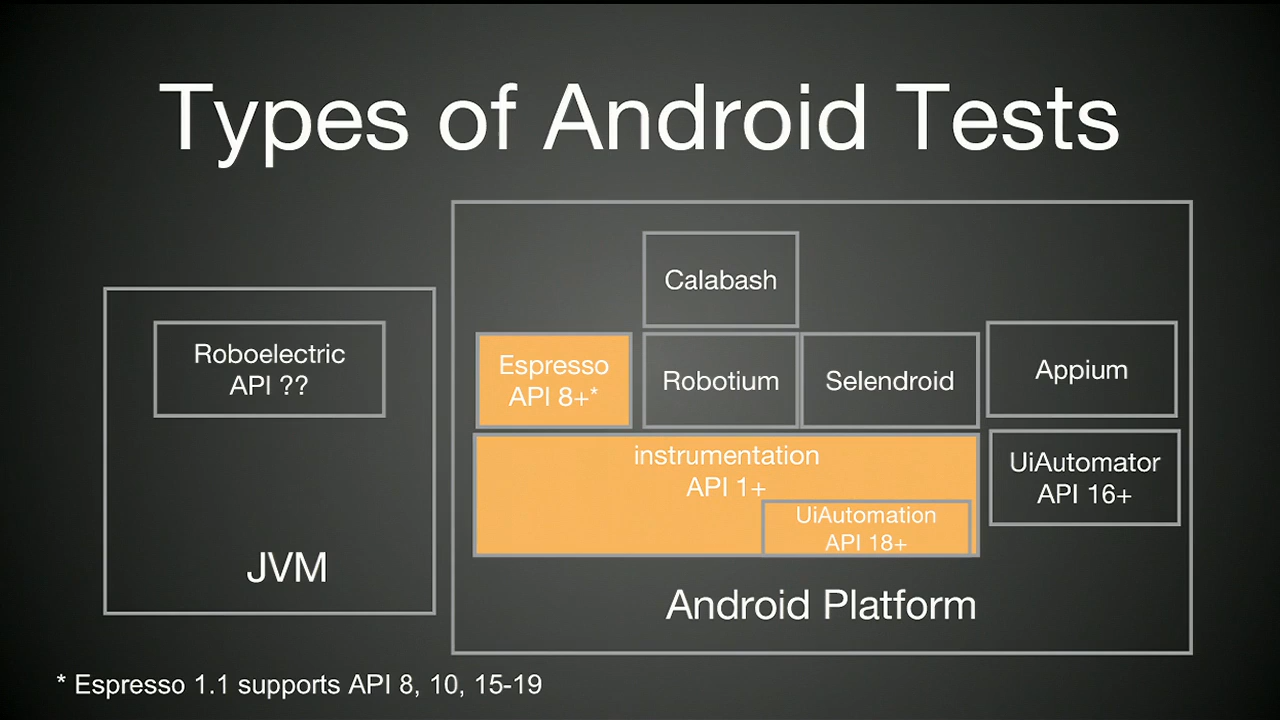 Types of Android Tests
Calabash
Roboelectric
API ??
Espresso
API 8+*
Robotium
Selendroid
Appium
instrumentation
API 1+
UiAutomation
API 18+
UiAutomator
API 16+
JVM
Android Platform
* Espresso 1.1 supports API 8, 10, 15-19